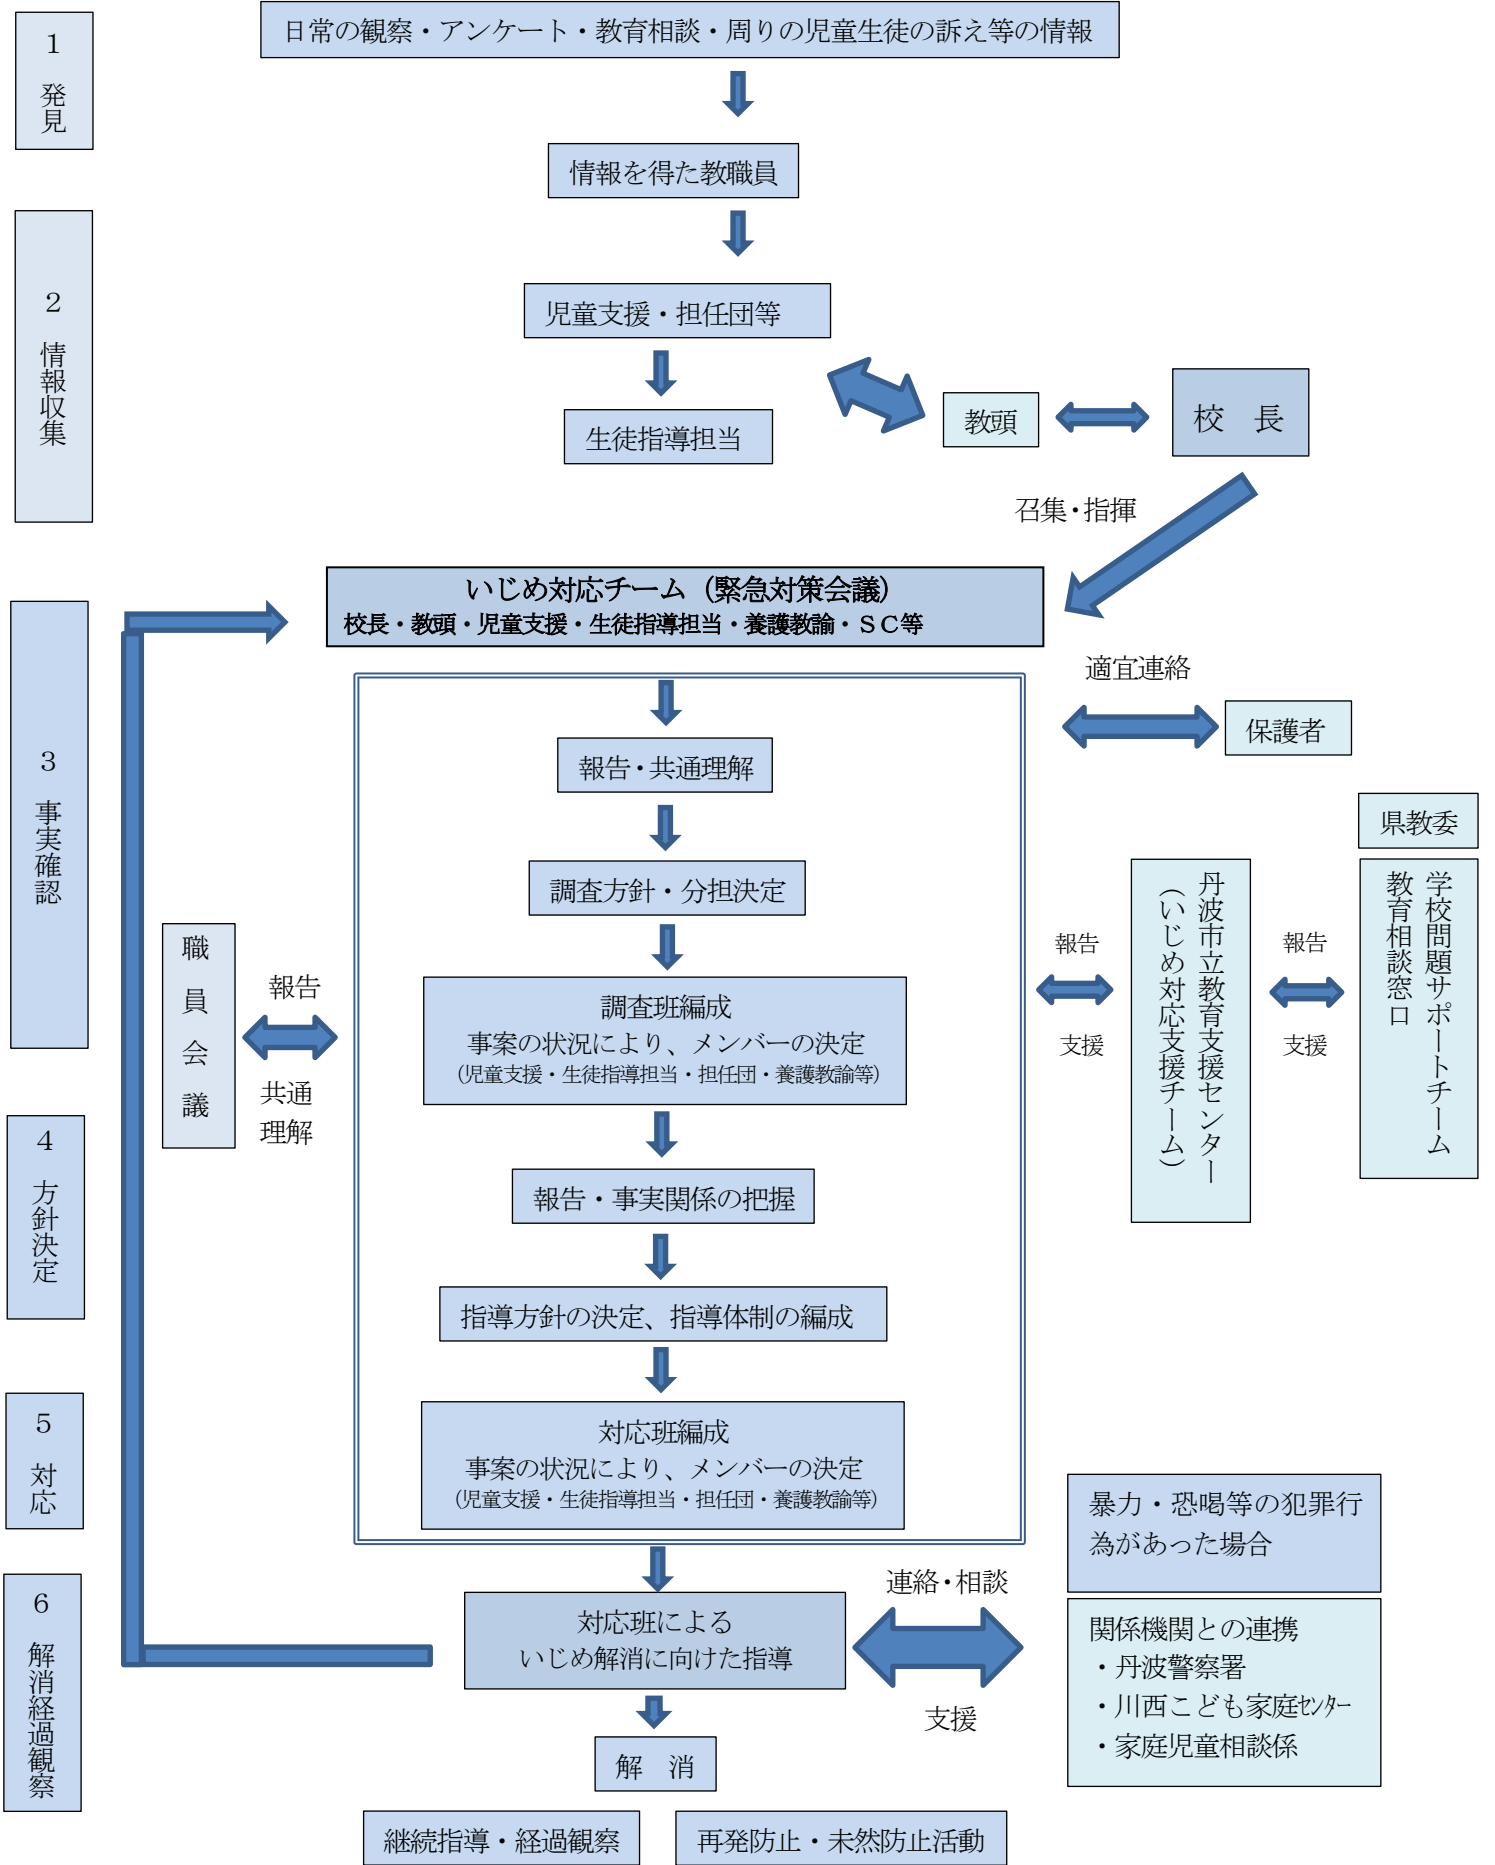 1
発見
日常の観察・アンケート・教育相談・周りの児童生徒の訴え等の情報
情報を得た教職員
2
情報収集
児童支援・担任団等
生徒指導担当
教頭
校　長
召集・指揮
いじめ対応チーム（緊急対策会議）
校長・教頭・児童支援・生徒指導担当・養護教諭・ＳＣ等
3
事実確認
適宜連絡
保護者
報告・共通理解
調査方針・分担決定
県教委
学校問題サポートチーム
教育相談窓口
丹波市立教育支援センター
（いじめ対応支援チーム）
報告
支援
報告
支援
職員会議
報告
共通
理解
調査班編成
事案の状況により、メンバーの決定
（児童支援・生徒指導担当・担任団・養護教諭等）
4
方針決定
報告・事実関係の把握
指導方針の決定、指導体制の編成
5
対応
対応班編成
事案の状況により、メンバーの決定
（児童支援・生徒指導担当・担任団・養護教諭等）
暴力・恐喝等の犯罪行
為があった場合
6
解消経過観察
対応班による
いじめ解消に向けた指導
連絡・相談
支援
関係機関との連携
・丹波警察署
・川西こども家庭ｾﾝﾀｰ
・家庭児童相談係
解　消
継続指導・経過観察
再発防止・未然防止活動